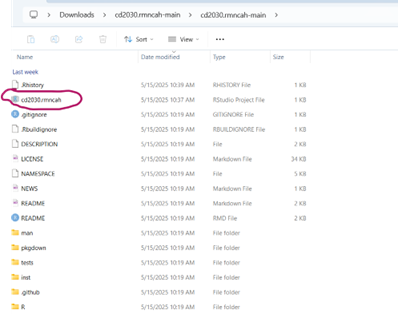 Downloads > cd2030.rmncah-main > cd2030.rmncah-main >
Sort View ...
Name Date modified Type Size
Last week
.Rhistory 5/15/2025 10:39 AM RHISTORY File 1 KB
cd2030.rmncah 5/15/2025 10:37 AM RStudio Project File 1 KB
.gitignore 5/15/2025 10:19 AM GITIGNORE File 1 KB
.Rbuildignore 5/15/2025 10:19 AM RBUILDIGNORE File 1 KB
DESCRIPTION 5/15/2025 10:19 AM File 2 KB
LICENSE 5/15/2025 10:19 AM Markdown File 34 KB
NAMESPACE 5/15/2025 10:19 AM File 5 KB
NEWS 5/15/2025 10:19 AM Markdown File 1 KB
README 5/15/2025 10:19 AM Markdown File 2 KB
README 5/15/2025 10:19 AM RMD File 2 KB
man 5/15/2025 10:19 AM File folder
pkgdown 5/15/2025 10:19 AM File folder
tests 5/15/2025 10:19 AM File folder
inst 5/15/2025 10:19 AM File folder
.github 5/15/2025 10:19 AM File folder
R 5/15/2025 10:19 AM File folder